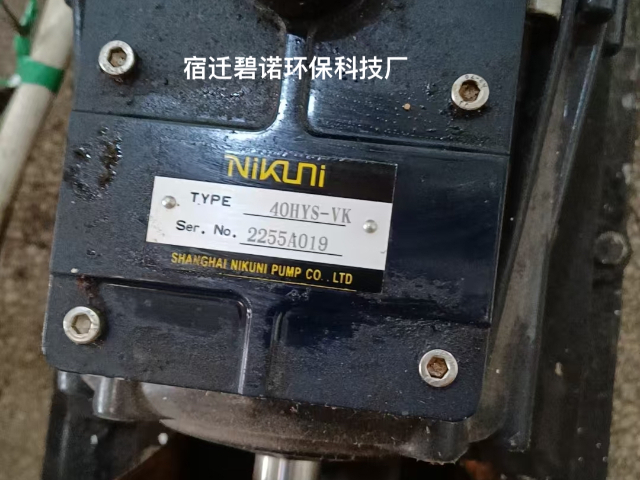 宿迁碧诺环保科技厂
NiKUNi
TYPE 40HYS-VK
Ser. No. 2255A019
SHANGHAI NIKUNI PUMP CO., LTD